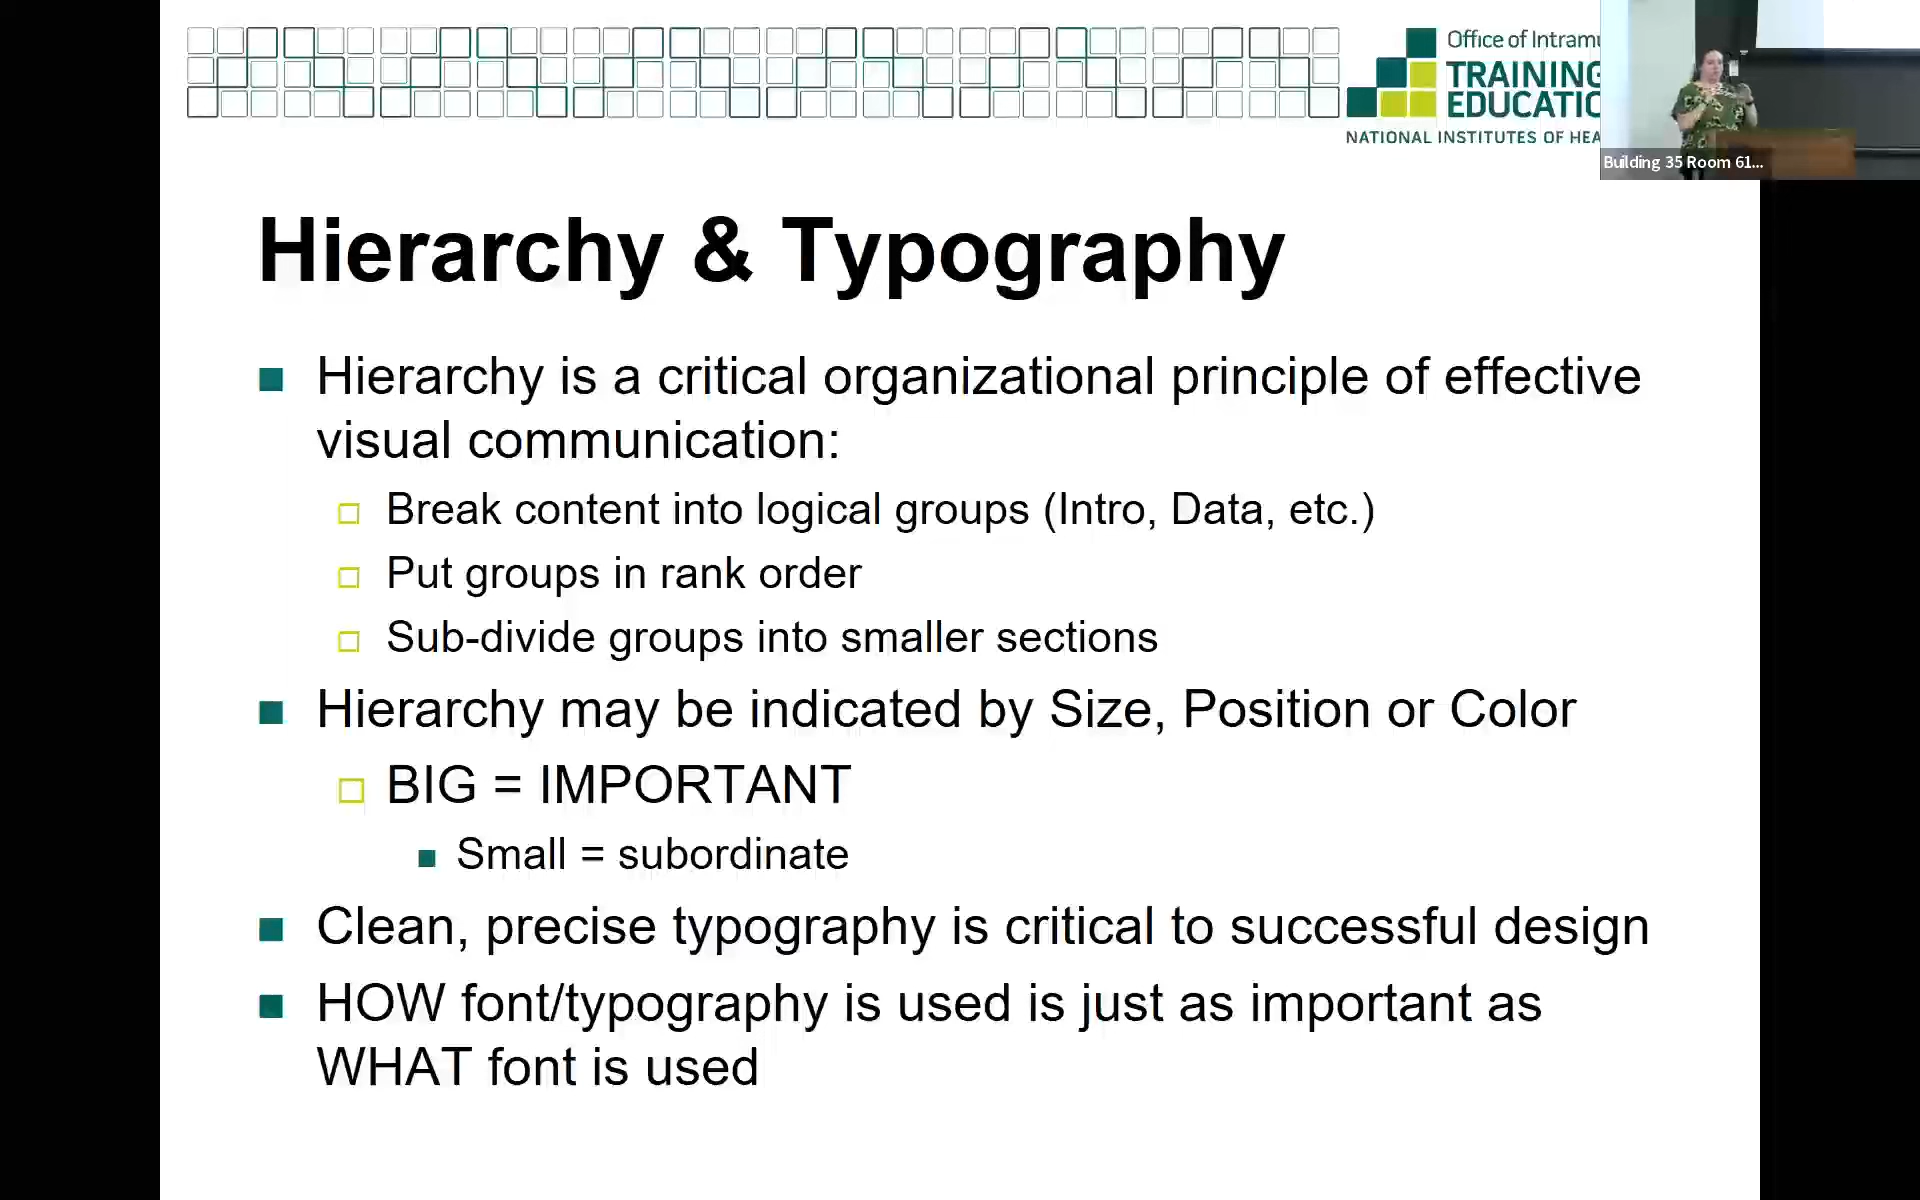 Office of Intramu
TRAINING
EDUCATIO
NATIONAL INSTITUTES OF HEA
Building 35 Room 61...
Hierarchy & Typography
Hierarchy is a critical organizational principle of effective
visual communication:
Break content into logical groups (Intro, Data, etc.)
Put groups in rank order
Sub-divide groups into smaller sections
Hierarchy may be indicated by Size, Position or Color
BIG = IMPORTANT
Small = subordinate
Clean, precise typography is critical to successful design
HOW font/typography is used is just as important as
WHAT font is used